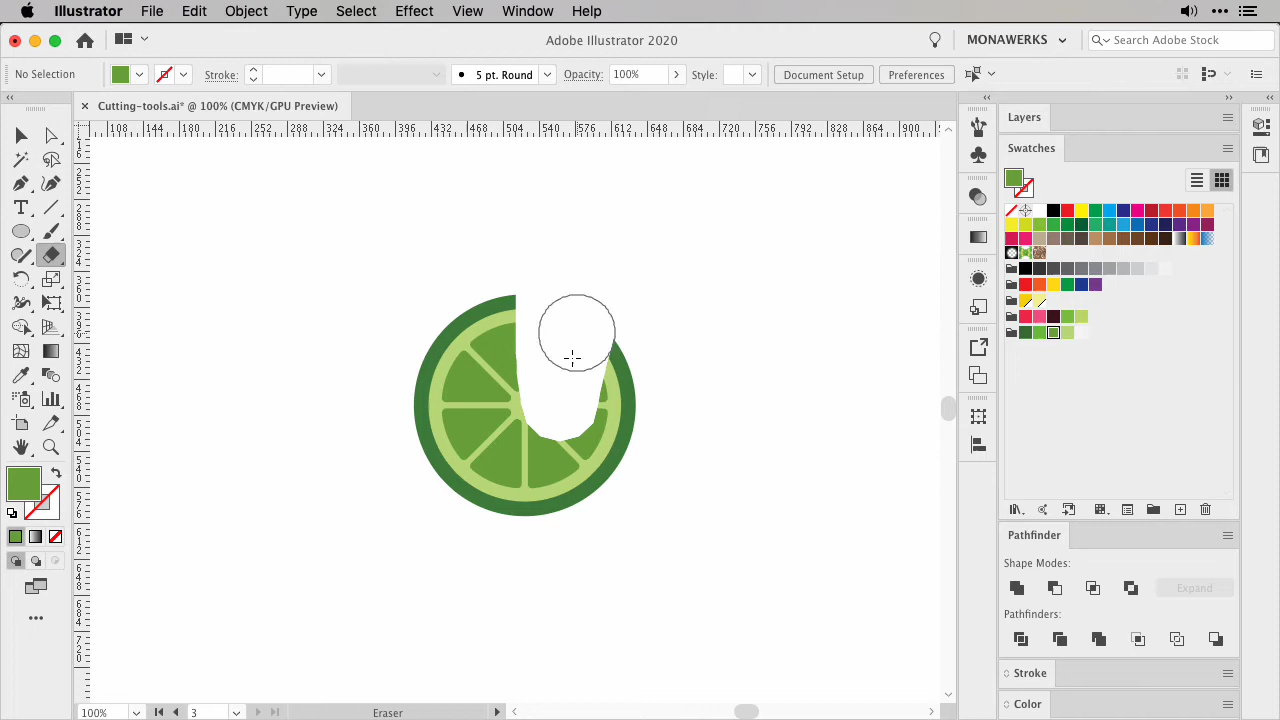 Illustrator File Edit Object Type Select Effect View Window Help
Adobe Illustrator 2020
MONAWERKS
Search Adobe Stock
No Selection
Stroke:
5 pt. Round
Opacity: 100%
Style:
Document Setup
Preferences
Cutting-tools.ai* @ 100% (CMYK/GPU Preview)
108 144 180 216 252 288 324 360 396 432 468 504 540 576 612 648 684 720 756 792 828 864 900
Layers
Swatches
Pathfinder
Shape Modes:
Expand
Pathfinders:
Stroke
Color
100%
3
Eraser